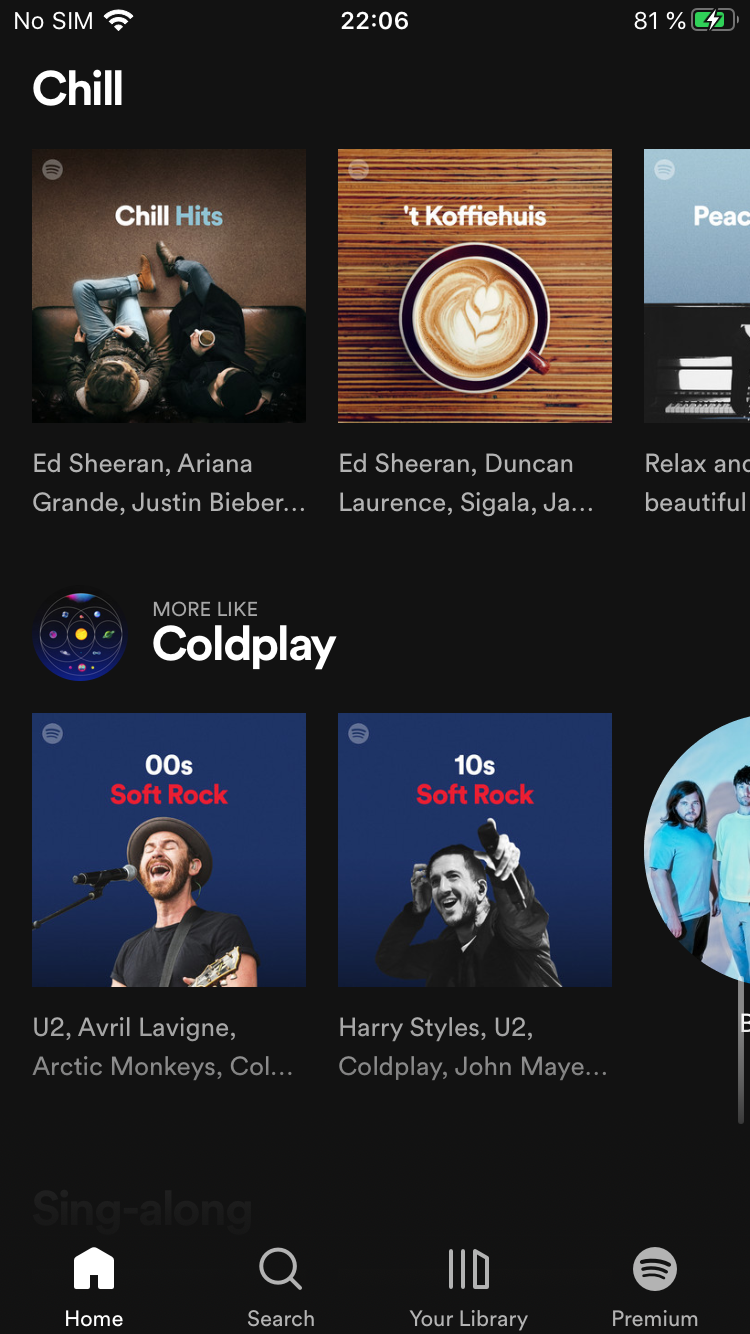 No SIM 22:06 81 %
Chill
Chill Hits
't Koffiehuis
Ed Sheeran, Ariana
Grande, Justin Bieber...
Ed Sheeran, Duncan
Laurence, Sigala, Ja...
Relax
beautiful
MORE LIKE
Coldplay
00s
Soft Rock
10s
Soft Rock
U2, Avril Lavigne,
Arctic Monkeys, Col...
Harry Styles, U2,
Coldplay, John Maye...
Sing-along
Home Search Your Library Premium